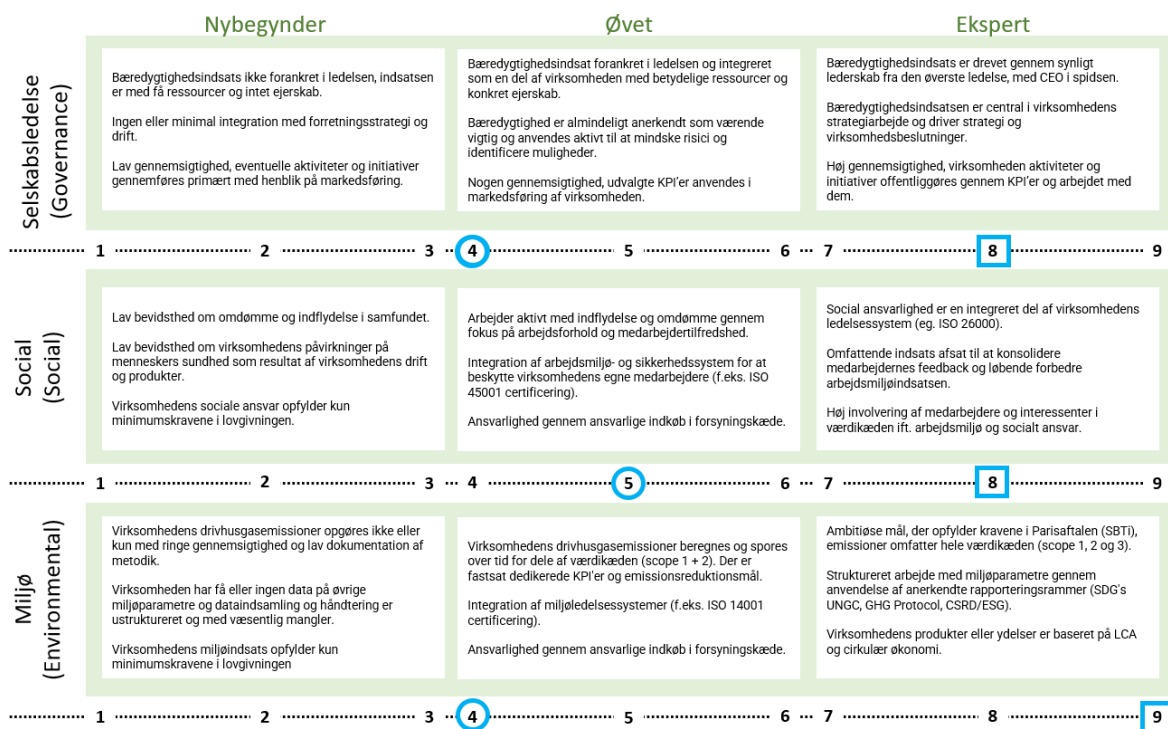 Nybegynder
Øvet
Ekspert
Selskabsledelse
(Governance)
Bæredygtighedsindsats ikke forankret i ledelsen, indsatsen
er med få ressourcer og intet ejerskab.
Ingen eller minimal integration med forretningsstrategi og
drift.
Lav gennemsigtighed, eventuelle aktiviteter og initiativer
gennemføres primært med henblik på markedsføring.
Bæredygtighedsindsat forankret i ledelsen og integreret
som en del af virksomheden med betydelige ressourcer og
konkret ejerskab.
Bæredygtighed er almindeligt anerkendt som værende
vigtig og anvendes aktivt til at mindske risici og
identificere muligheder.
Nogen gennemsigtighed, udvalgte KPI'er anvendes i
markedsføring af virksomheden.
Bæredygtighedsindsats er drevet gennem synligt
lederskab fra den øverste ledelse, med CEO i spidsen.
Bæredygtighedsindsatsen er central i virksomhedens
strategiarbejde og driver strategi og
virksomhedsbeslutninger.
Høj gennemsigtighed, virksomheden aktiviteter og
initiativer offentliggøres gennem KPI'er og arbejdet med
dem.
1 2 3 4 5 6 7 8 9
Social
(Social)
Lav bevidsthed om omdømme og indflydelse i samfundet.
Lav bevidsthed om virksomhedens påvirkninger på
menneskers sundhed som resultat af virksomhedens drift
og produkter.
Virksomhedens sociale ansvar opfylder kun
minimumskravene i lovgivningen.
Arbejder aktivt med indflydelse og omdømme gennem
fokus på arbejdsforhold og medarbejdertilfredshed.
Integration af arbejdsmiljø- og sikkerhedssystem for at
beskytte virksomhedens egne medarbejdere (f.eks. ISO
45001 certificering).
Ansvarlighed gennem ansvarlige indkøb i forsyningskæde.
Social ansvarlighed er en integreret del af virksomhedens
ledelsessystem (eg. ISO 26000).
Omfattende indsats afsat til at konsolidere
medarbejdernes feedback og løbende forbedre
arbejdsmiljøindsatsen.
Høj involvering af medarbejdere og interessenter i
værdikæden ift. arbejdsmiljø og socialt ansvar.
1 2 3 4 5 6 7 8 9
Miljø
(Environmental)
Virksomhedens drivhusgasemissioner opgøres ikke eller
kun med ringe gennemsigtighed og lav dokumentation af
metodik.
Virksomheden har få eller ingen data på øvrige
miljøparametre og dataindsamling og håndtering er
ustruktureret og med væsentlig mangler.
Virksomhedens miljøindsats opfylder kun
minimumskravene i lovgivningen
Virksomhedens drivhusgasemissioner beregnes og spores
over tid for dele af værdikæden (scope 1 + 2). Der er
fastsat dedikerede KPI'er og emissionsreduktionsmål.
Integration af miljøledelsessystemer (f.eks. ISO 14001
certificering).
Ansvarlighed gennem ansvarlige indkøb i forsyningskæde.
Ambitiøse mål, der opfylder kravene i Parisaftalen (SBTi),
emissioner omfatter hele værdikæden (scope 1, 2 og 3).
Struktureret arbejde med miljøparametre gennem
anvendelse af anerkendte rapporteringsrammer (SDG's
UNGC, GHG Protocol, CSRD/ESG).
Virksomhedens produkter eller ydelser er baseret på LCA
og cirkulær økonomi.
1 2 3 4 5 6 7 8 9